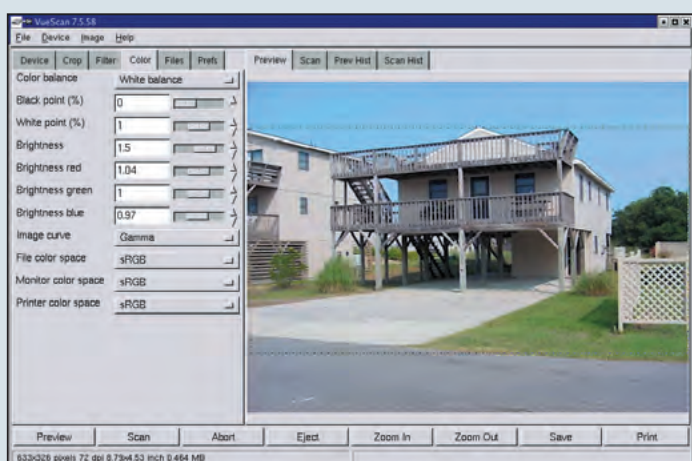 VueScan 7.5.58
File Device Image Help
Device Crop Filter Color Files Prefs
Preview Scan Prev Hist Scan Hist
Color balance White balance
Black point (%) 0
White point (%) 1
Brightness 1.5
Brightness red 1.04
Brightness green 1
Brightness blue 0.97
Image curve Gamma
File color space sRGB
Monitor color space sRGB
Printer color space sRGB
Preview Scan Abort Eject Zoom In Zoom Out Save Print
633x326 pixels 72 dpi 8.79x4.53 inch 0.464 MB